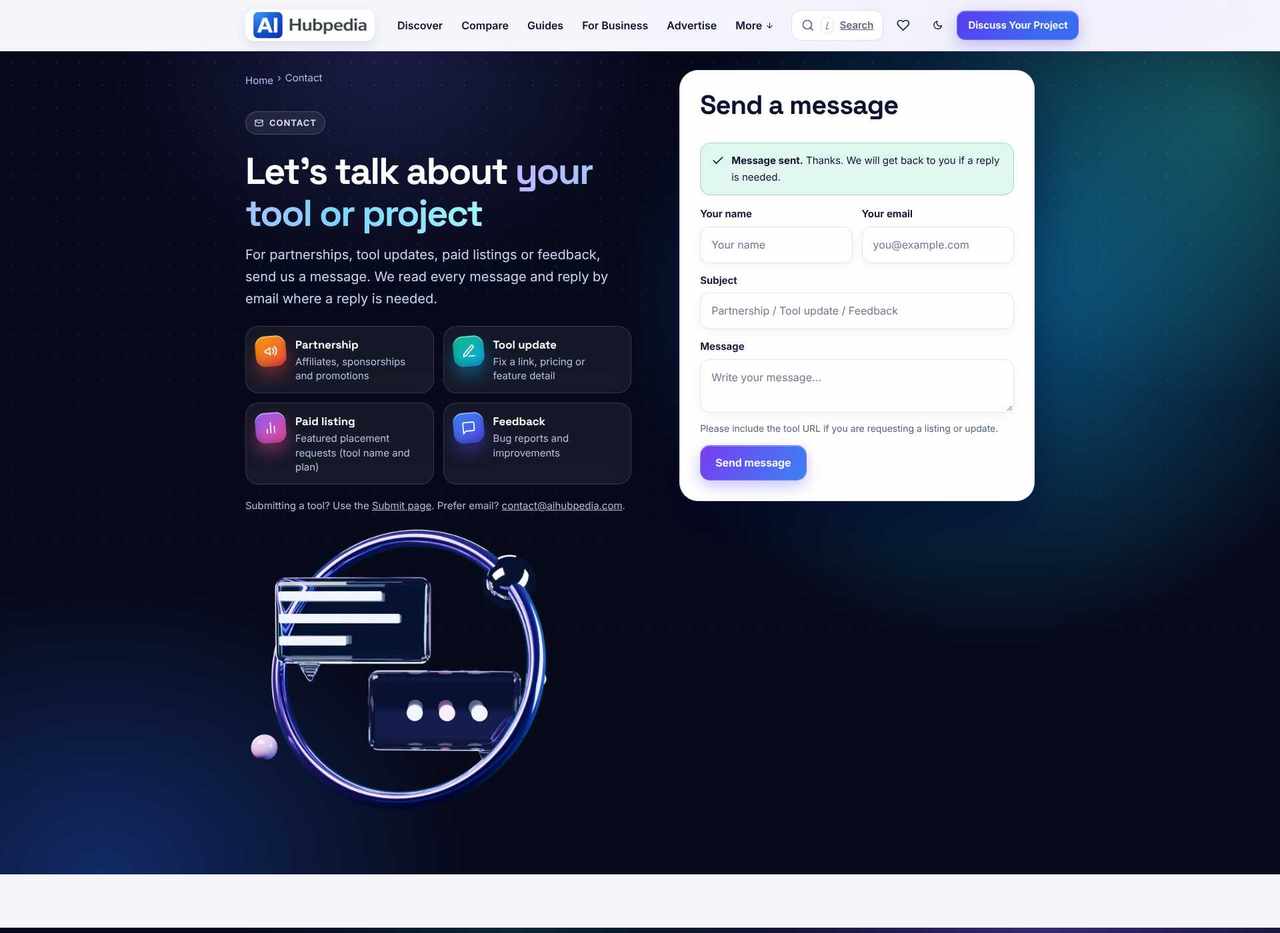 AI Hubpedia
Discover
Compare
Guides
For Business
Advertise
More ↓
/ Search
Discuss Your Project
Home › Contact
CONTACT
Let's talk about your
tool or project
For partnerships, tool updates, paid listings or feedback,
send us a message. We read every message and reply by
email where a reply is needed.
Partnership
Affiliates, sponsorships
and promotions
Tool update
Fix a link, pricing or
feature detail
Paid listing
Featured placement
requests (tool name and
plan)
Feedback
Bug reports and
improvements
Submitting a tool? Use the Submit page. Prefer email? contact@aihubpedia.com.
Send a message
Message sent. Thanks. We will get back to you if a reply
is needed.
Your name
Your name
Your email
you@example.com
Subject
Partnership / Tool update / Feedback
Message
Write your message...
Please include the tool URL if you are requesting a listing or update.
Send message